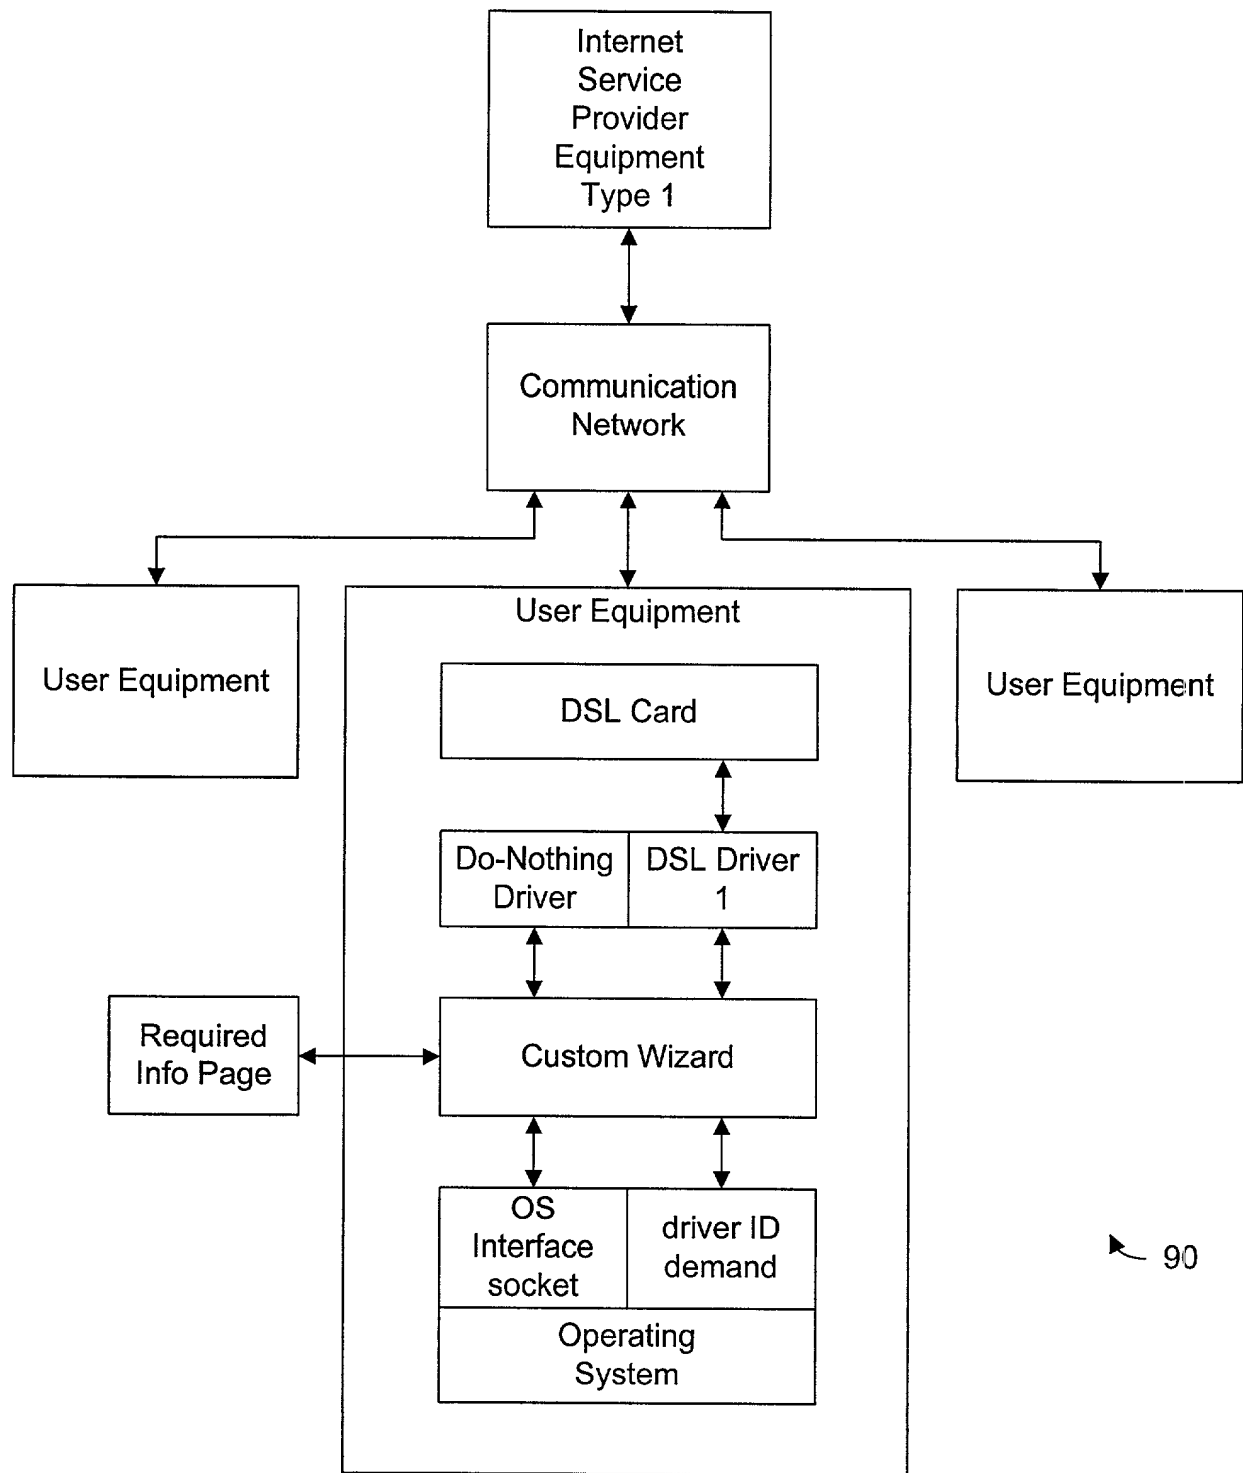 Internet
Service
Provider
Equipment
Type 1
Communication
Network
User Equipment
User Equipment
User Equipment
DSL Card
Do-Nothing
Driver
DSL Driver
1
Required
Info Page
Custom Wizard
OS
Interface
socket
driver ID
demand
Operating
System
90